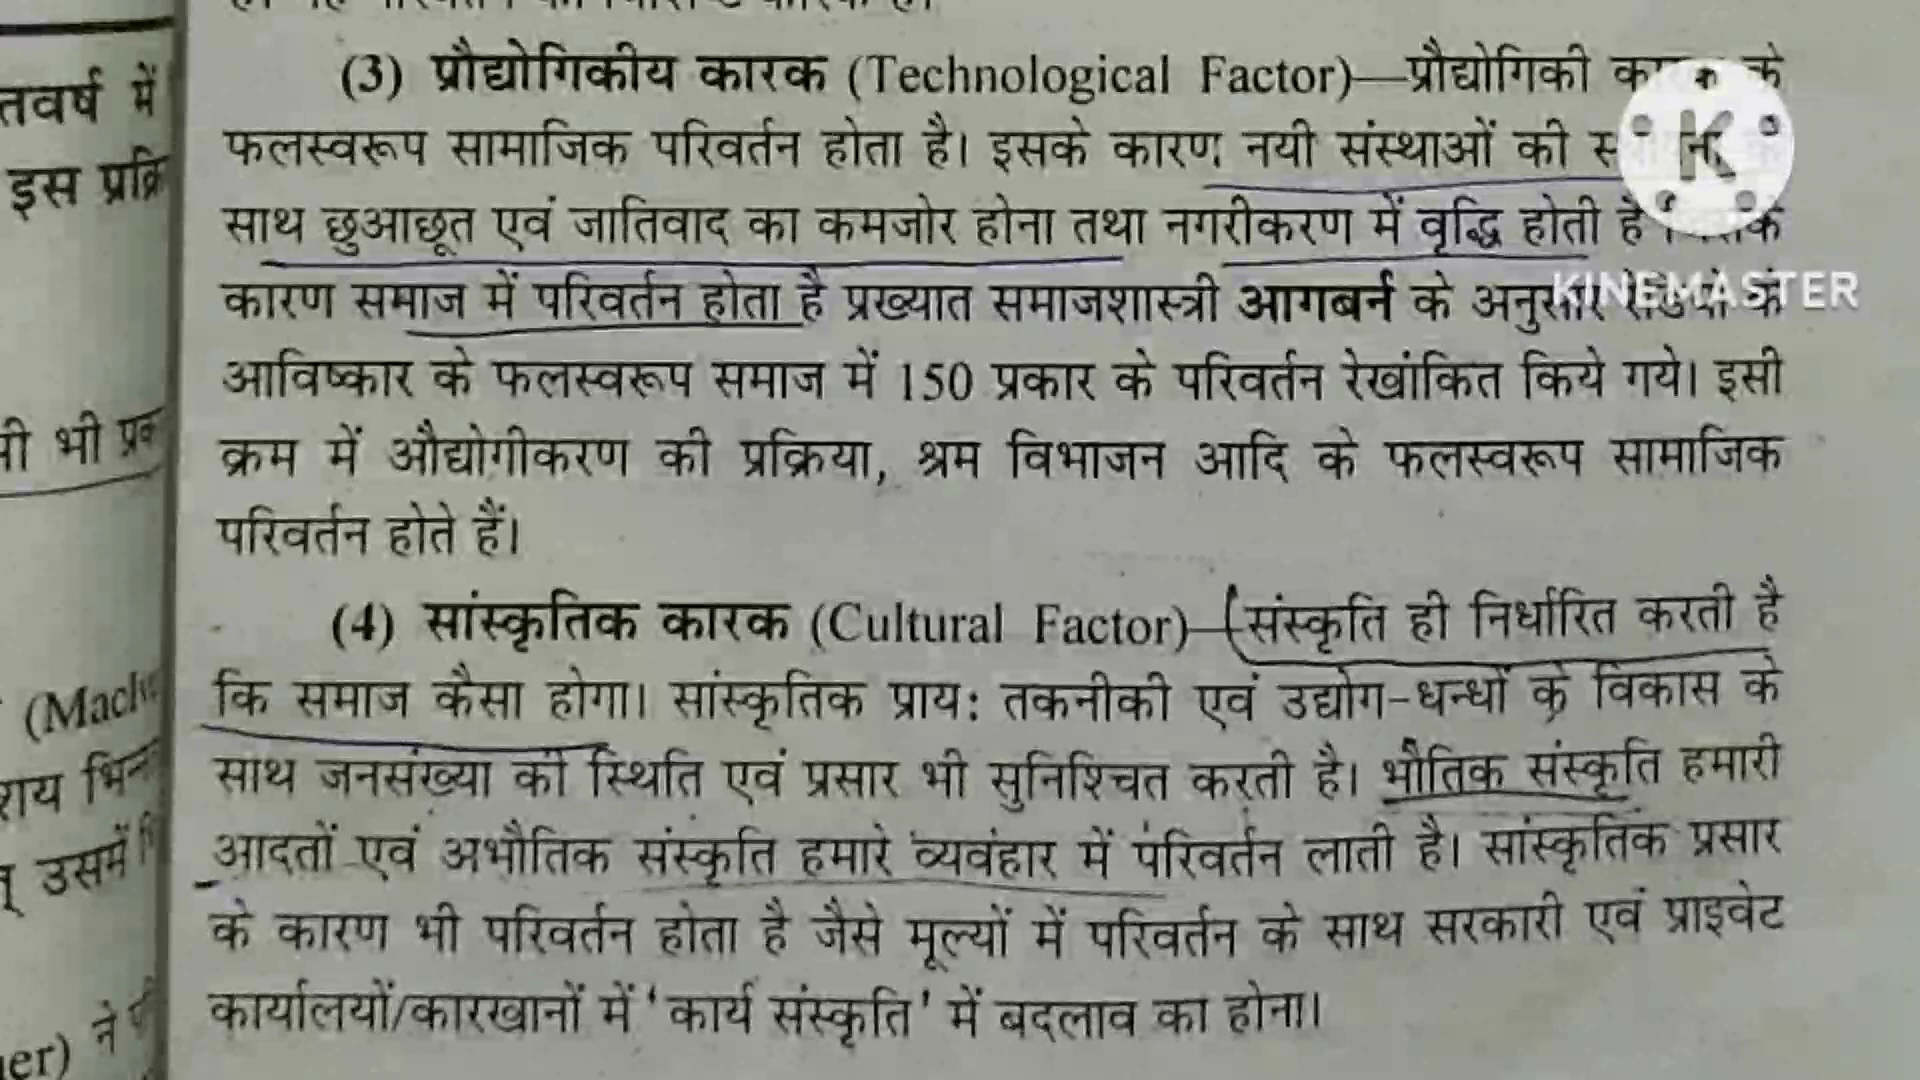 तवर्ष में
इस प्रक्रि
भी प्रक
(Mach
शय भिन्न
उसमें
er) ने
(3) प्रौद्योगिकीय कारक (Technological Factor)—प्रौद्योगिकी के
फलस्वरूप सामाजिक परिवर्तन होता है। इसके कारण नयी संस्थाओं की
साथ छुआछूत एवं जातिवाद का कमजोर होना तथा नगरीकरण में वृद्धि होती है
कारण समाज में परिवर्तन होता है प्रख्यात समाजशास्त्री आगबर्न के अनुसार के
आविष्कार के फलस्वरूप समाज में 150 प्रकार के परिवर्तन रेखांकित किये गये। इसी
क्रम में औद्योगीकरण की प्रक्रिया, श्रम विभाजन आदि के फलस्वरूप सामाजिक
परिवर्तन होते हैं।
(4) सांस्कृतिक कारक (Cultural Factor)—संस्कृति ही निर्धारित करती है
कि समाज कैसा होगा। सांस्कृतिक प्राय: तकनीकी एवं उद्योग-धन्धों के विकास के
साथ जनसंख्या की स्थिति एवं प्रसार भी सुनिश्चित करती है। भौतिक संस्कृति हमारी
आदतों एवं अभौतिक संस्कृति हमारे व्यवहार में परिवर्तन लाती है। सांस्कृतिक प्रसार
के कारण भी परिवर्तन होता है जैसे मूल्यों में परिवर्तन के साथ सरकारी एवं प्राइवेट
कार्यालयों/कारखानों में 'कार्य संस्कृति' में बदलाव का होना।
K
KINEMASTER